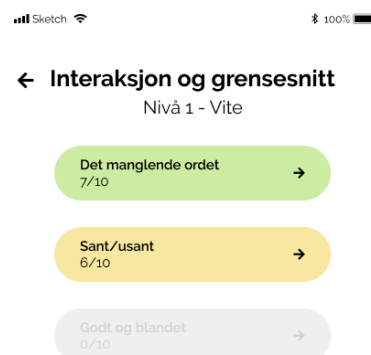 Sketch 100%
Interaksjon og grensesnitt
Nivå 1 - Vite
Det manglende ordet
7/10
Sant/usant
6/10
Godt og blandet
0/10